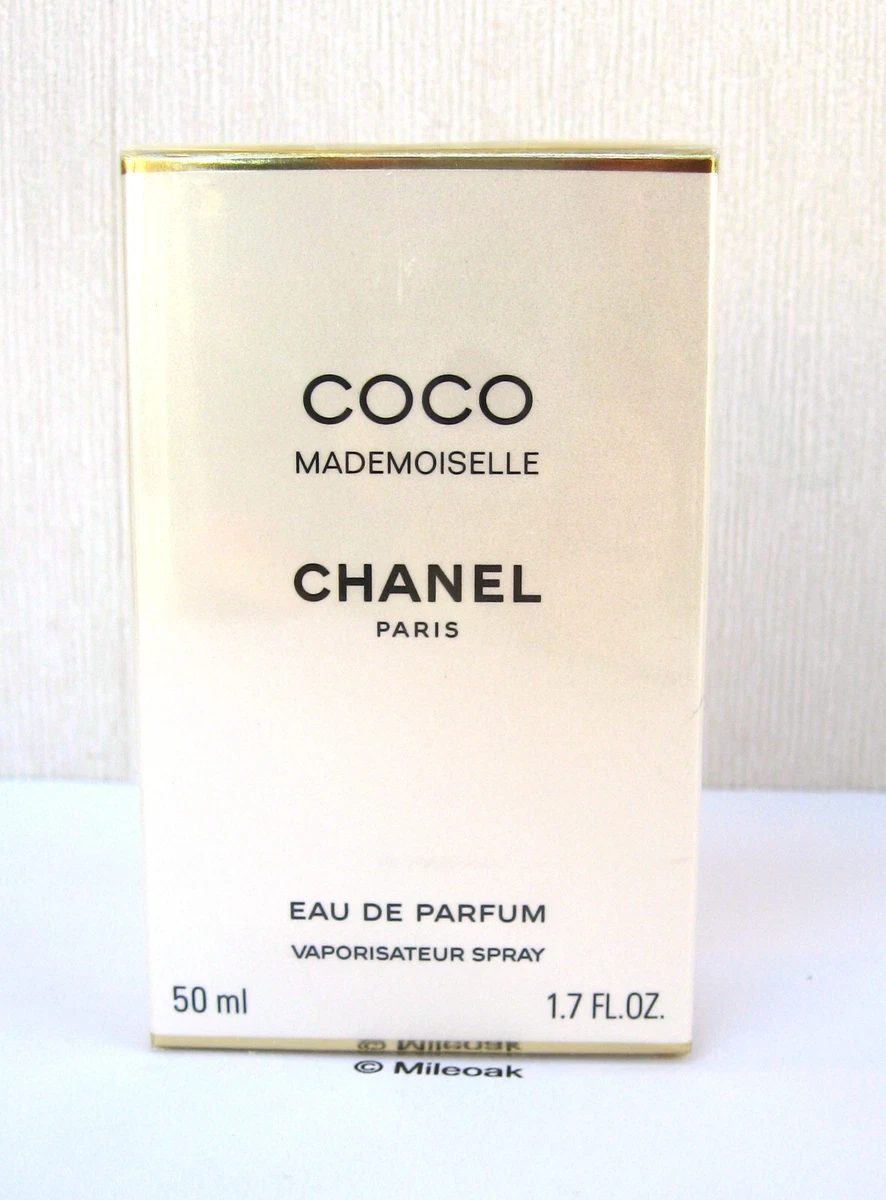 COCO
MADEMOISELLE
CHANEL
PARIS
EAU DE PARFUM
VAPORISATEUR SPRAY
50 ml 1.7 FL.OZ.
© Mileoak